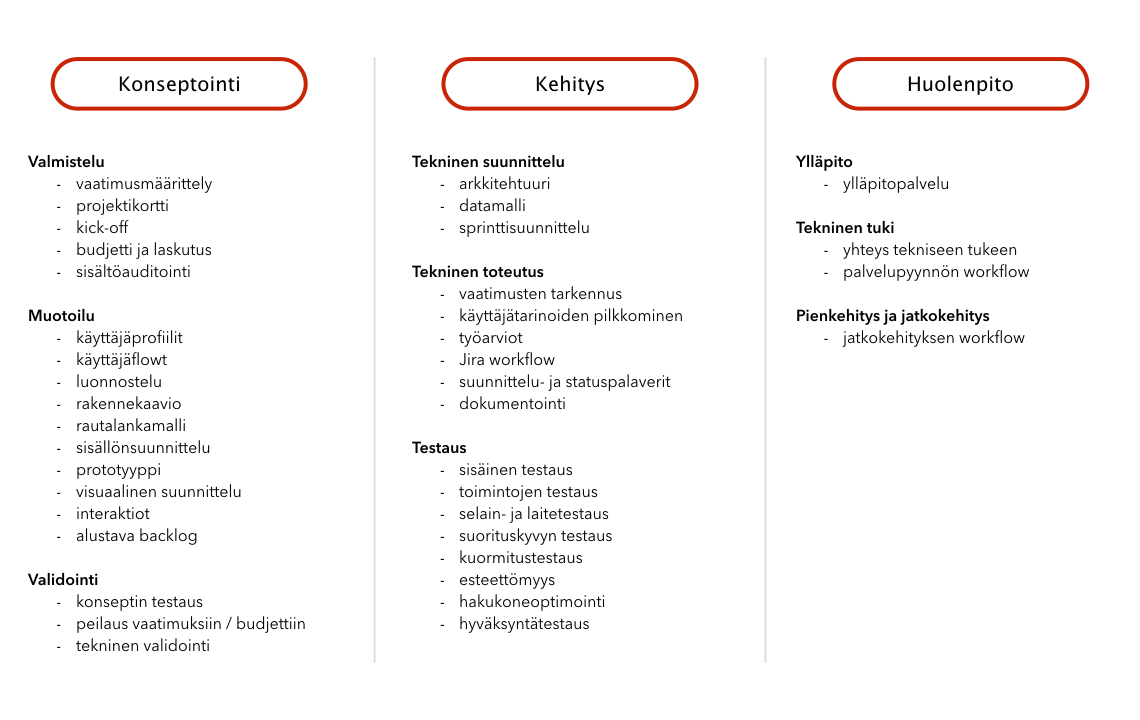 Konseptointi
Valmistelu
- vaatimusmäärittely
- projektikortti
- kick-off
- budjetti ja laskutus
- sisältöauditointi
Muotoilu
- käyttäjäprofiilit
- käyttäjäflowt
- luonnostelu
- rakennekaavio
- rautalankamalli
- sisällönsuunnittelu
- prototyyppi
- visuaalinen suunnittelu
- interaktiot
- alustava backlog
Validointi
- konseptin testaus
- peilaus vaatimuksiin / budjettiin
- tekninen validointi
Kehitys
Tekninen suunnittelu
- arkkitehtuuri
- datamalli
- sprinttisuunnittelu
Tekninen toteutus
- vaatimusten tarkennus
- käyttäjätarinoiden pilkkominen
- työarviot
- Jira workflow
- suunnittelu- ja statuspalaverit
- dokumentointi
Testaus
- sisäinen testaus
- toimintojen testaus
- selain- ja laitetestaus
- suorituskyvyn testaus
- kuormitustestaus
- esteettömyys
- hakukoneoptimointi
- hyväksyntätestaus
Huolenpito
Ylläpito
- ylläpitopalvelu
Tekninen tuki
- yhteys tekniseen tukeen
- palvelupyynnön workflow
Pienkehitys ja jatkokehitys
- jatkokehityksen workflow